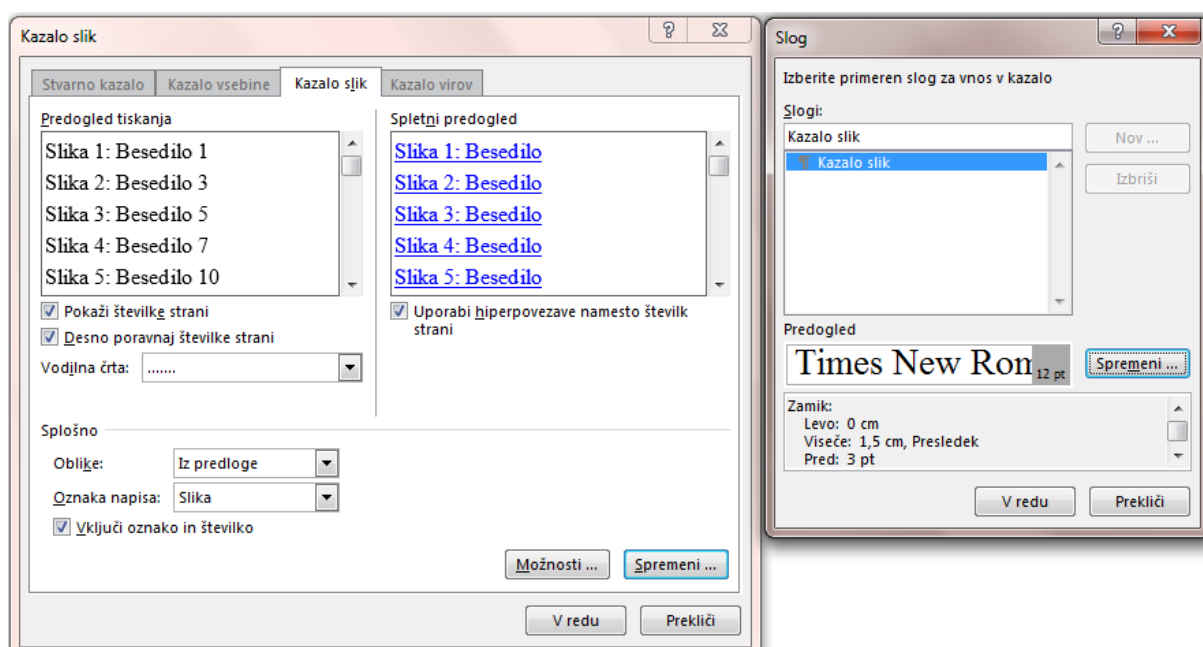 Kazalo slik
Stvarno kazalo
Kazalo vsebine
Kazalo slik
Kazalo virov
Predogled tiskanja
Slika 1: Besedilo 1
Slika 2: Besedilo 3
Slika 3: Besedilo 5
Slika 4: Besedilo 7
Slika 5: Besedilo 10
Pokaži številke strani
Desno poravnaj številke strani
Vodilna črta: .......
Spletni predogled
Slika 1: Besedilo
Slika 2: Besedilo
Slika 3: Besedilo
Slika 4: Besedilo
Slika 5: Besedilo
Uporabi hiperpovezave namesto številk
strani
Splošno
Oblike: Iz predloge
Oznaka napisa: Slika
Vključi oznako in številko
Možnosti ...
Spremeni ...
V redu
Prekliči
Slog
Izberite primeren slog za vnos v kazalo
Slogi:
Kazalo slik
Nov ...
¶ Kazalo slik
Izbriši
Predogled
Times New Rom
12 pt
Spremeni ...
Zamik:
Levo: 0 cm
Viseče: 1,5 cm, Presledek
Pred: 3 pt
V redu
Prekliči